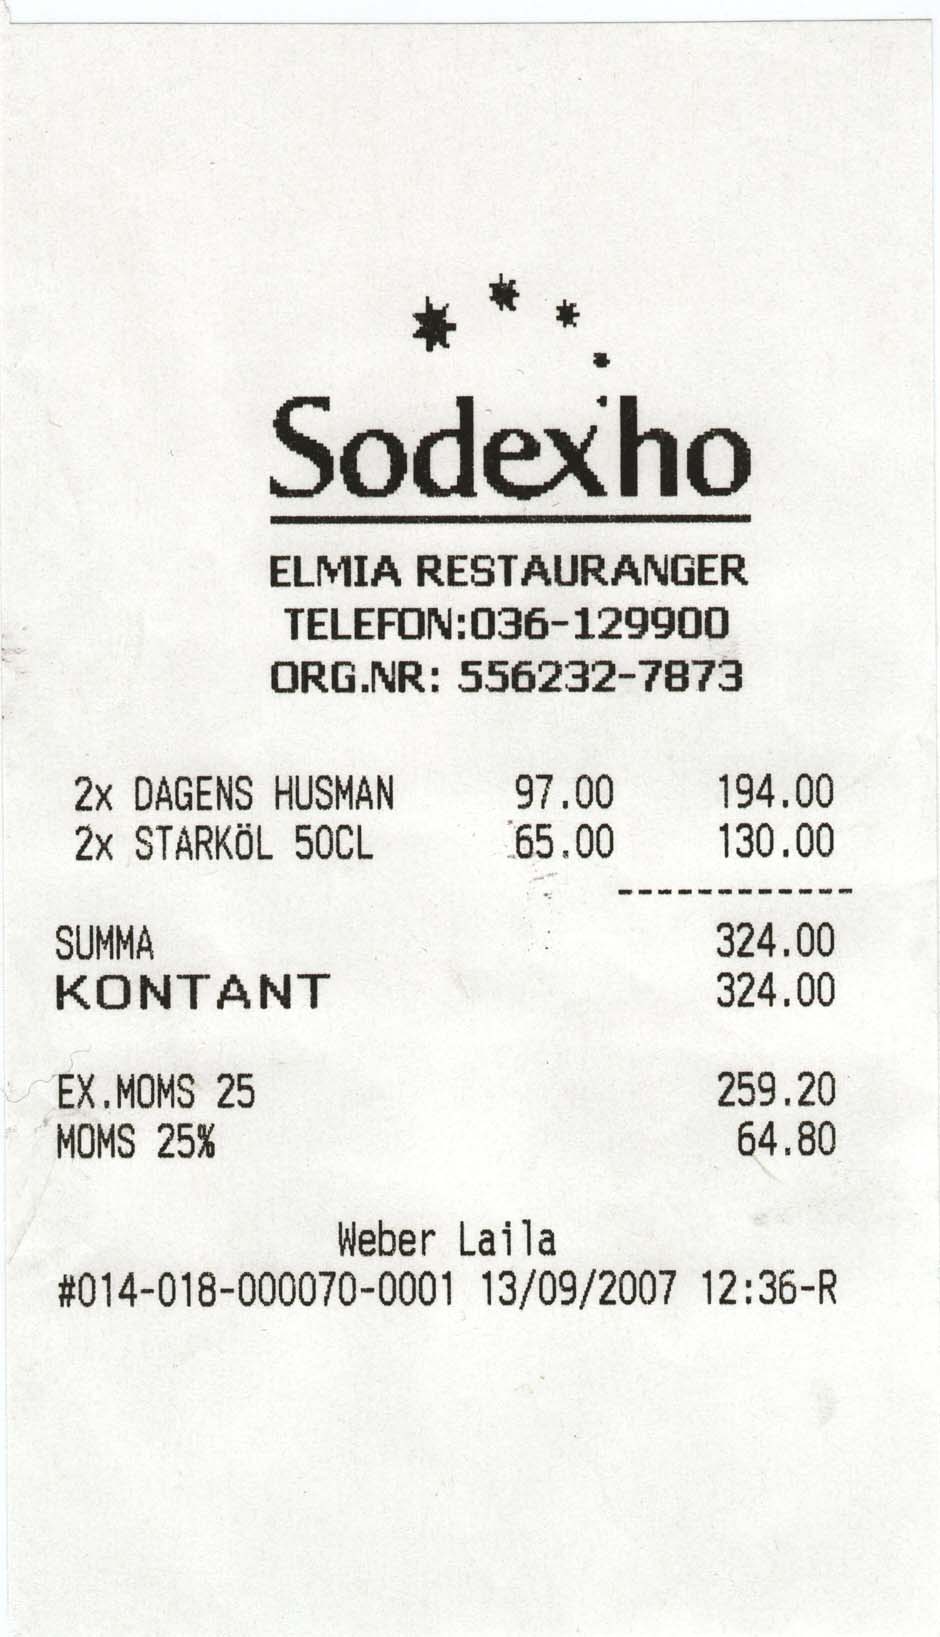 Sodexho
ELMIA RESTAURANGER
TELEFON:036-129900
ORG.NR: 556232-7873
2x DAGENS HUSMAN 97.00 194.00
2x STARKÖL 50CL 65.00 130.00
------------
SUMMA 324.00
KONTANT 324.00
EX.MOMS 25 259.20
MOMS 25% 64.80
Weber Laila
#014-018-000070-0001 13/09/2007 12:36-R